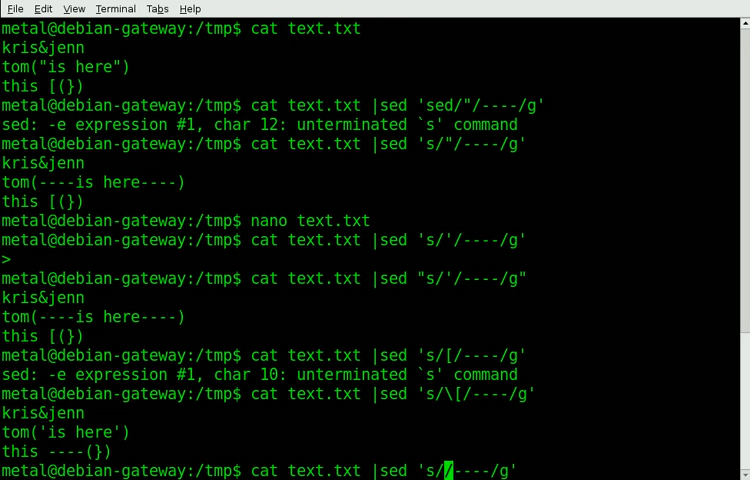 File Edit View Terminal Tabs Help
metal@debian-gateway:/tmp$ cat text.txt
kris&jenn
tom("is here")
this [(})
metal@debian-gateway:/tmp$ cat text.txt |sed 'sed/"/----/g'
sed: -e expression #1, char 12: unterminated `s' command
metal@debian-gateway:/tmp$ cat text.txt |sed 's/"/----/g'
kris&jenn
tom(----is here----)
this [(})
metal@debian-gateway:/tmp$ nano text.txt
metal@debian-gateway:/tmp$ cat text.txt |sed 's/'/----/g'
>
metal@debian-gateway:/tmp$ cat text.txt |sed "s/'/----/g"
kris&jenn
tom(----is here----)
this [(})
metal@debian-gateway:/tmp$ cat text.txt |sed 's/[/----/g'
sed: -e expression #1, char 10: unterminated `s' command
metal@debian-gateway:/tmp$ cat text.txt |sed 's/\[/----/g'
kris&jenn
tom('is here')
this ----(})
metal@debian-gateway:/tmp$ cat text.txt |sed 's//----/g'